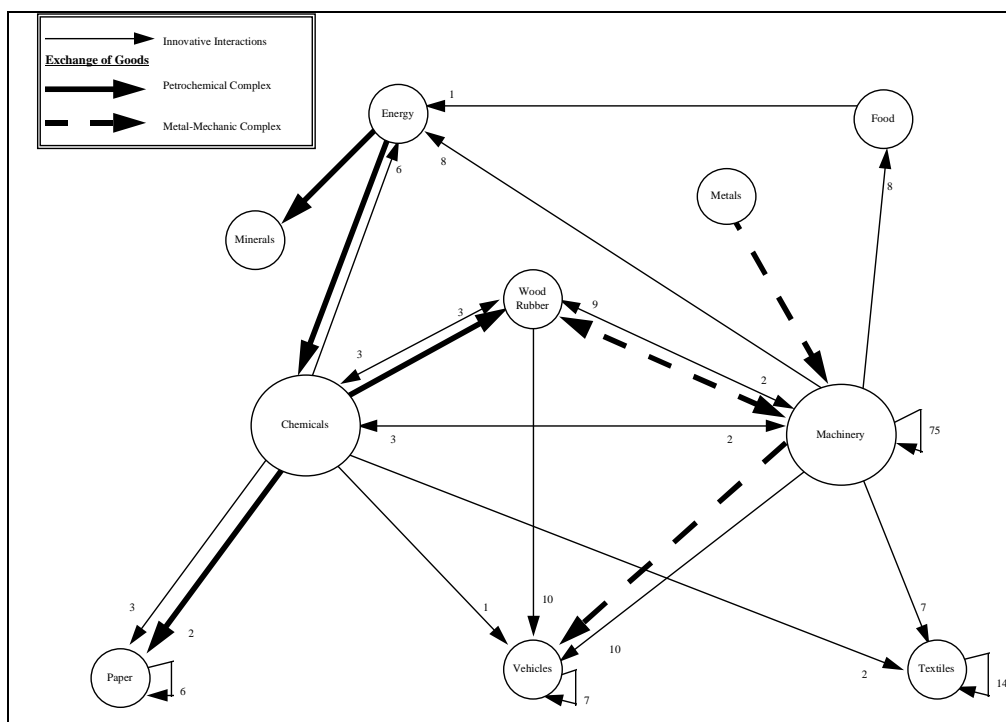 Innovative Interactions
Exchange of Goods
Petrochemical Complex
Metal-Mechanic Complex
1
Energy
Food
6
8
8
Metals
Minerals
Wood
Rubber
3
9
3
2
Chemicals
Machinery
75
3
2
3
2
1
10
10
7
2
Paper
6
Vehicles
7
Textiles
14